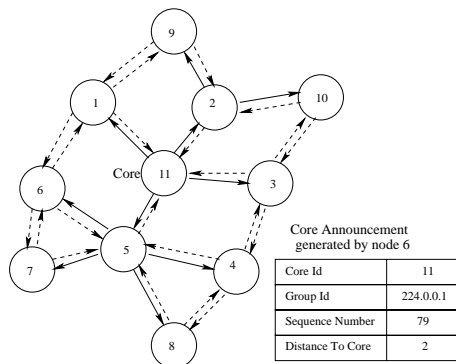 9
1
2
10
Core
11
6
3
5
7
4
8
Core Announcement
generated by node 6
Core Id 11
Group Id 224.0.0.1
Sequence Number 79
Distance To Core 2